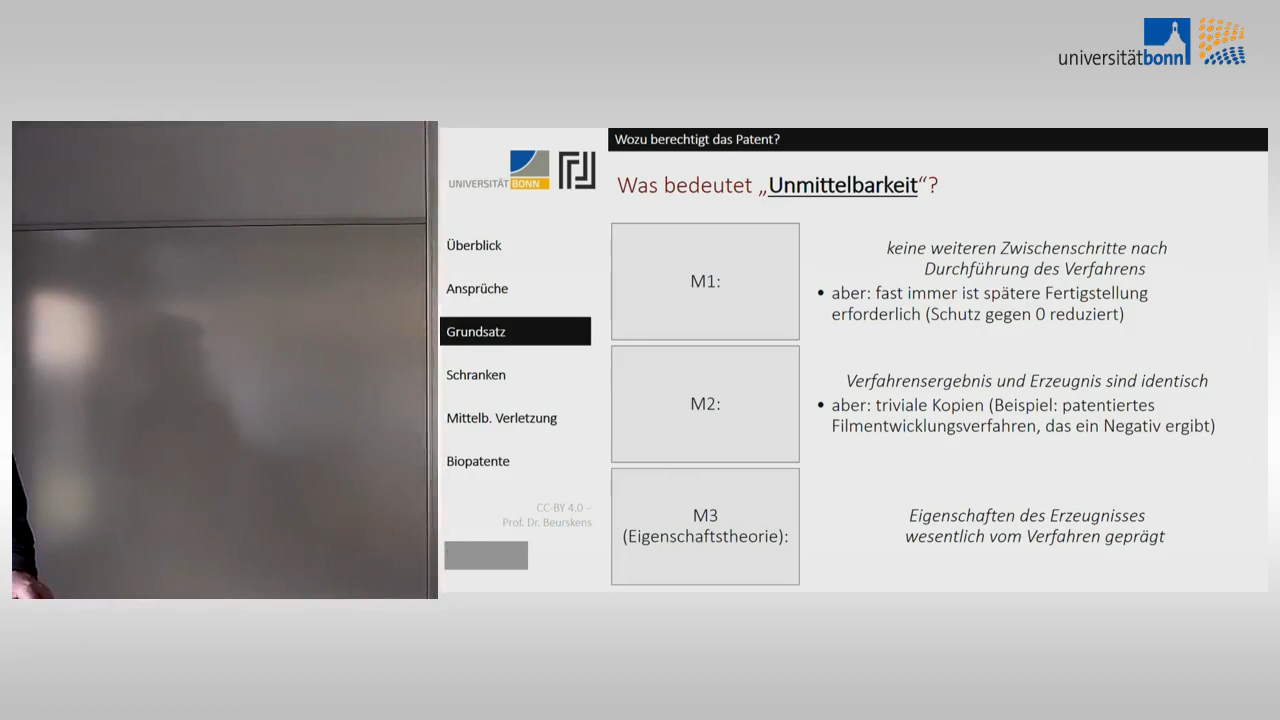 universitätbonn
Wozu berechtigt das Patent?
UNIVERSITÄT BONN
Was bedeutet „Unmittelbarkeit“?
Überblick
Ansprüche
Grundsatz
Schranken
Mittelb. Verletzung
Biopatente
CC-BY 4.0 –
Prof. Dr. Beurskens
M1:
keine weiteren Zwischenschritte nach
Durchführung des Verfahrens
• aber: fast immer ist spätere Fertigstellung
erforderlich (Schutz gegen 0 reduziert)
M2:
Verfahrensergebnis und Erzeugnis sind identisch
• aber: triviale Kopien (Beispiel: patentiertes
Filmentwicklungsverfahren, das ein Negativ ergibt)
M3
(Eigenschaftstheorie):
Eigenschaften des Erzeugnisses
wesentlich vom Verfahren geprägt